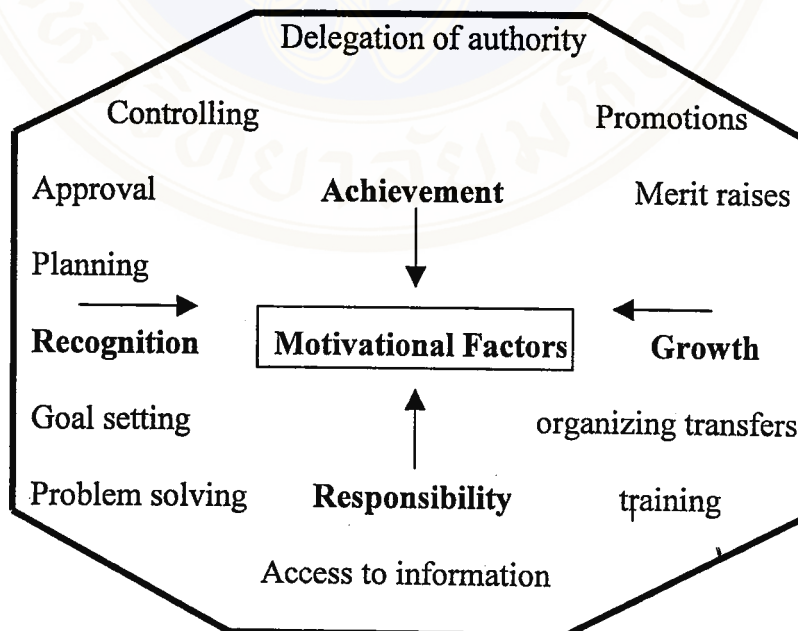 Delegation of authority
Controlling
Promotions
Approval
Achievement
Merit raises
Planning
Recognition
Motivational Factors
Growth
Goal setting
organizing transfers
Problem solving
Responsibility
training
Access to information